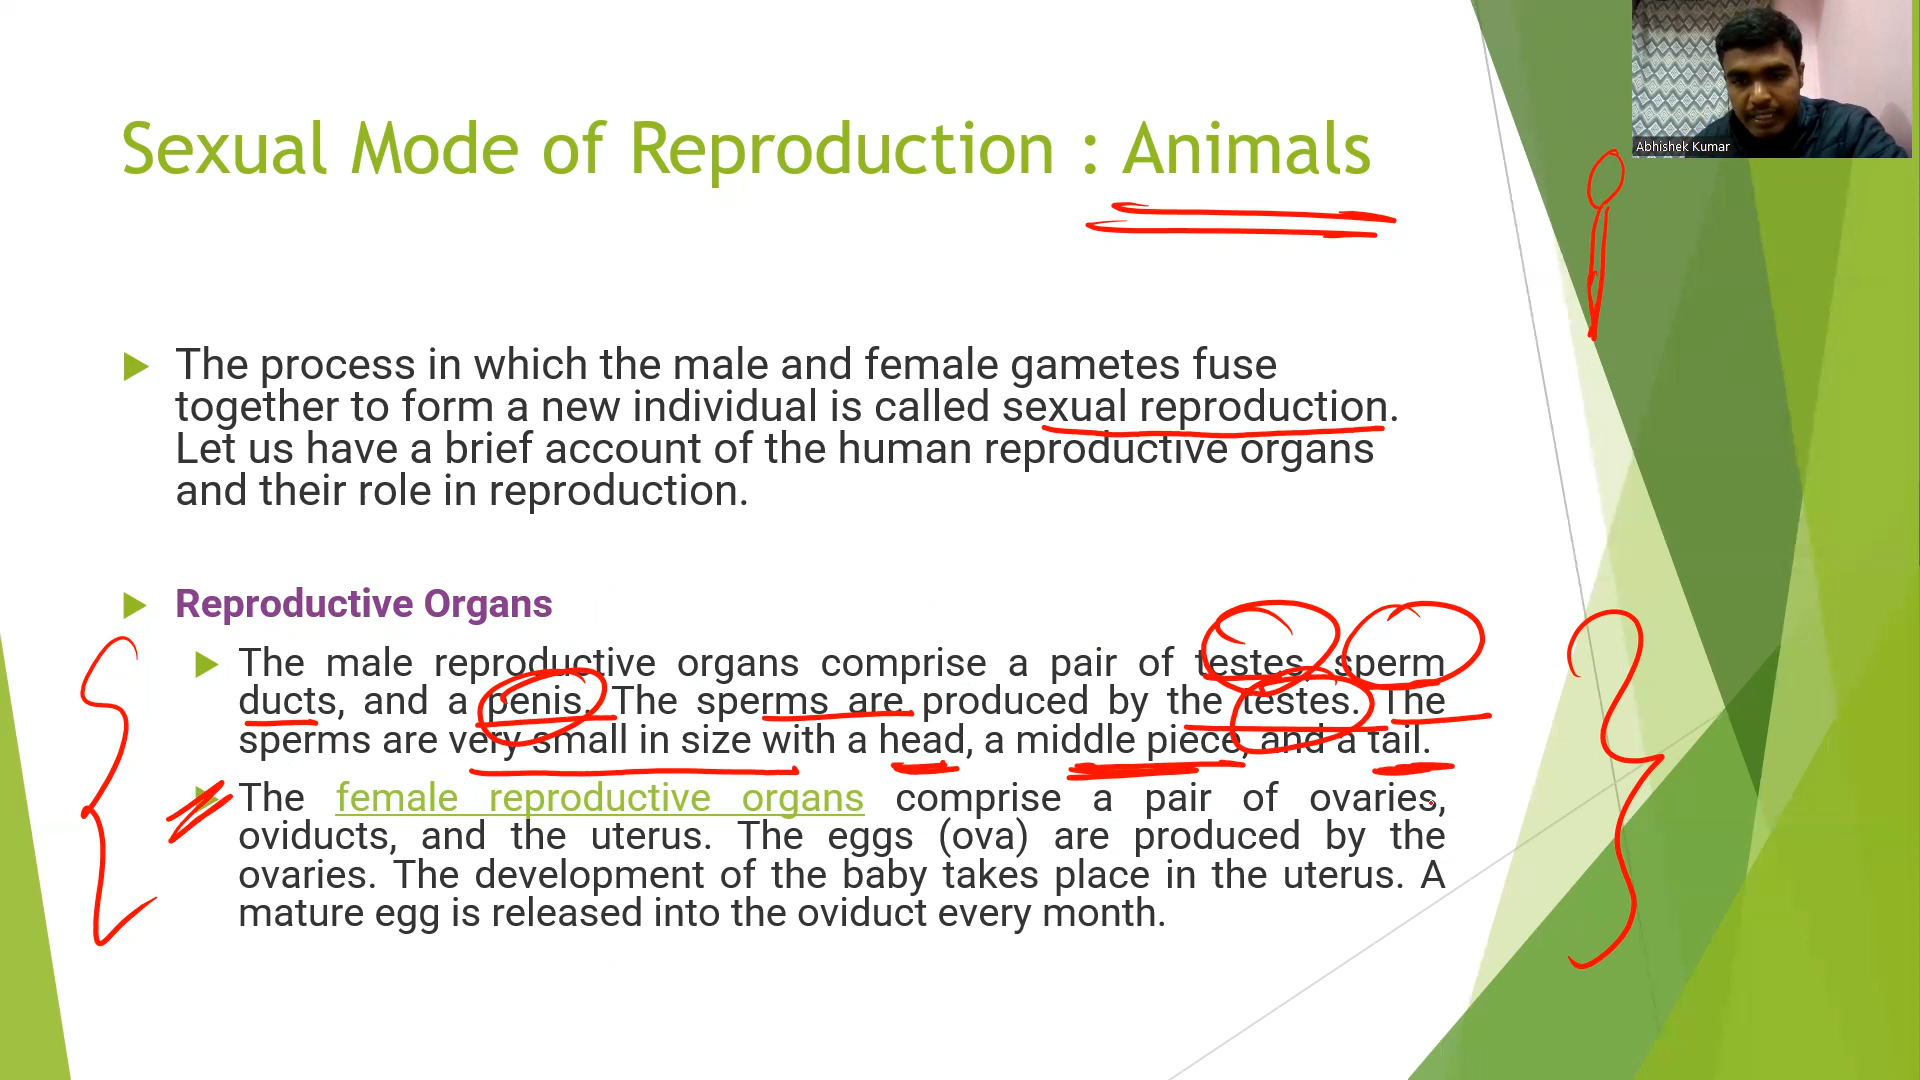 Abhishek Kumar
Sexual Mode of Reproduction : Animals
The process in which the male and female gametes fuse
together to form a new individual is called sexual reproduction.
Let us have a brief account of the human reproductive organs
and their role in reproduction.
Reproductive Organs
The male reproductive organs comprise a pair of testes, sperm
ducts, and a penis. The sperms are produced by the testes. The
sperms are very small in size with a head, a middle piece, and a tail.
The female reproductive organs comprise a pair of ovaries,
oviducts, and the uterus. The eggs (ova) are produced by the
ovaries. The development of the baby takes place in the uterus. A
mature egg is released into the oviduct every month.